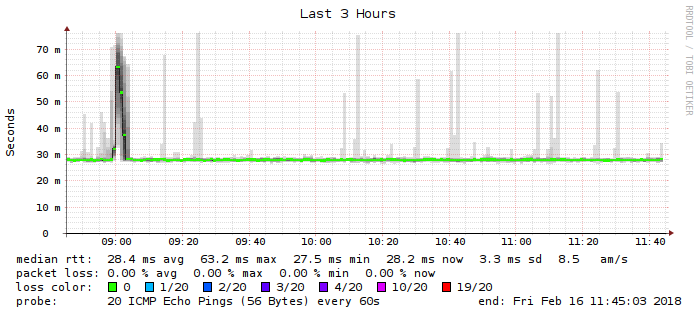 Last 3 Hours
RRDTOOL / TOBI OETIKER
Seconds
70 m
60 m
50 m
40 m
30 m
20 m
10 m
0
09:00 09:20 09:40 10:00 10:20 10:40 11:00 11:20 11:40
median rtt: 28.4 ms avg 63.2 ms max 27.5 ms min 28.2 ms now 3.3 ms sd 8.5 am/s
packet loss: 0.00 % avg 0.00 % max 0.00 % min 0.00 % now
loss color: 0 1/20 2/20 3/20 4/20 10/20 19/20
probe: 20 ICMP Echo Pings (56 Bytes) every 60s end: Fri Feb 16 11:45:03 2018